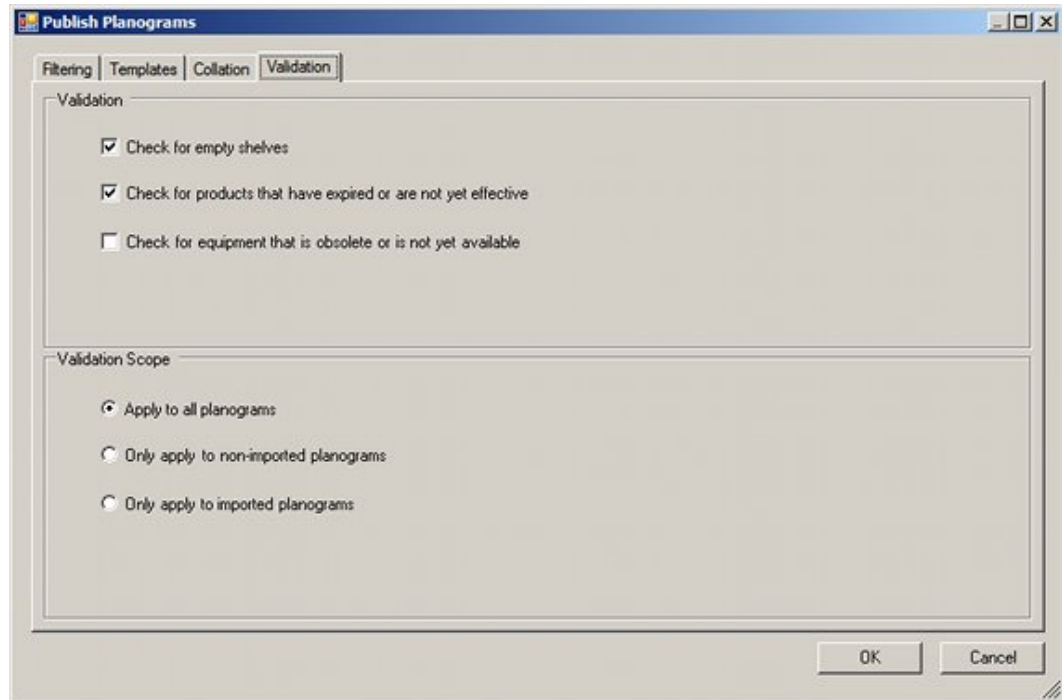 Publish Planograms
Filtering Templates Collation Validation
Validation
Check for empty shelves
Check for products that have expired or are not yet effective
Check for equipment that is obsolete or is not yet available
Validation Scope
Apply to all planograms
Only apply to non-imported planograms
Only apply to imported planograms
OK Cancel